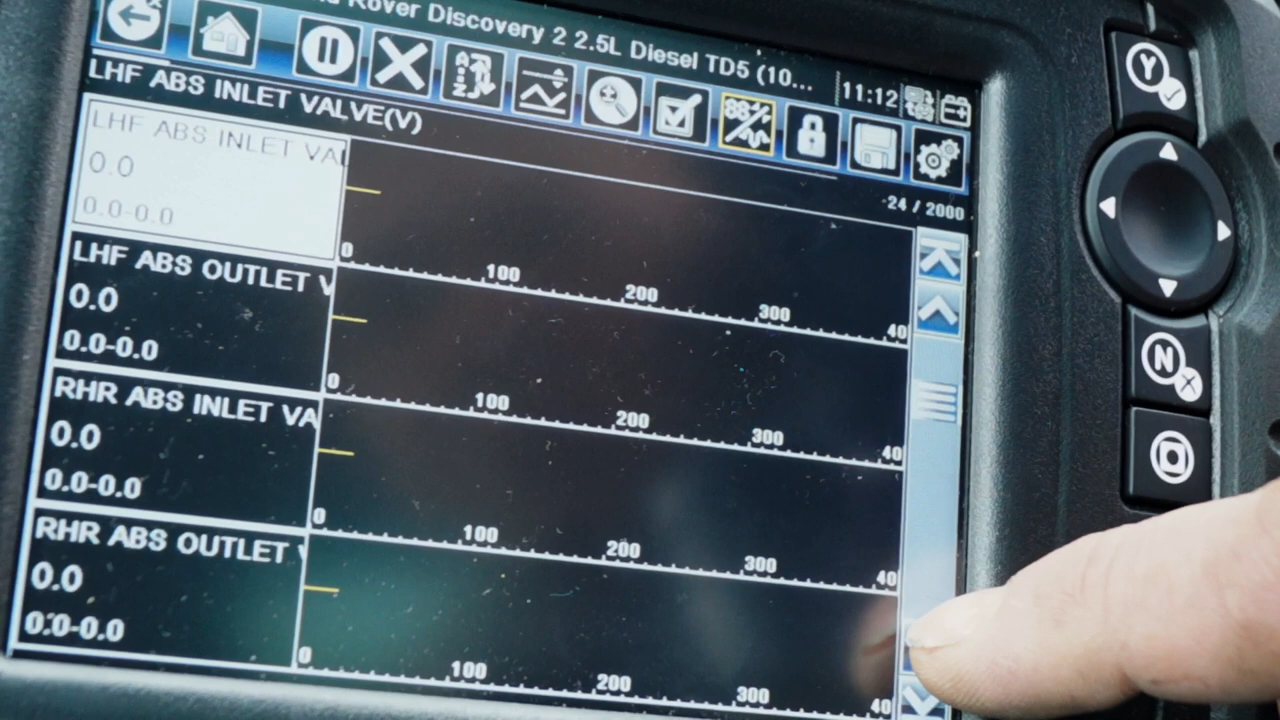 Rover Discovery 2 2.5L Diesel TD5 (10...
11:12
LHF ABS INLET VALVE(V)
24 / 2000
LHF ABS INLET VA
0.0
0.0-0.0
0 100 200 300 40
LHF ABS OUTLET V
0.0
0.0-0.0
0 100 200 300 40
RHR ABS INLET VA
0.0
0.0-0.0
0 100 200 300 40
RHR ABS OUTLET
0.0
0.0-0.0
0 100 200 300 40
Y
N